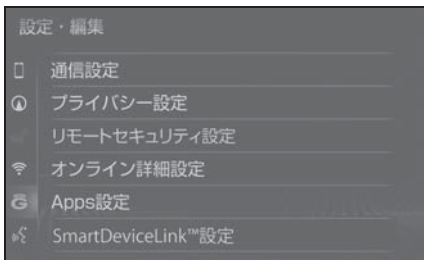 設定・編集
通信設定
プライバシー設定
リモートセキュリティ設定
オンライン詳細設定
Apps設定
SmartDeviceLink™設定